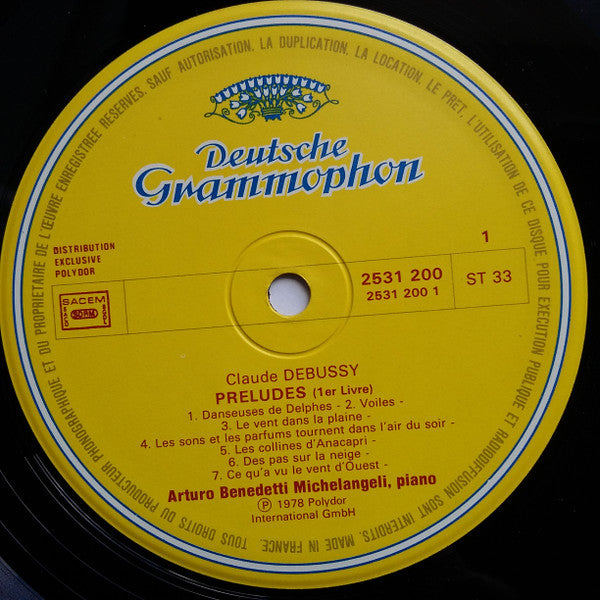 TOUS DROITS DU PRODUCTEUR PHONOGRAPHIQUE ET DU PROPRIETAIRE DE L'ŒUVRE ENREGISTREE RESERVES. SAUF AUTORISATION, LA DUPLICATION, LA LOCATION, LE PRET, L'UTILISATION DE CE DISQUE POUR EXECUTION PUBLIQUE ET RADIODIFFUSION SONT INTERDITS. MADE IN FRANCE.
Deutsche
Grammophon
DISTRIBUTION
EXCLUSIVE
POLYDOR
1
SACEM
2531 200
2531 200 1
ST 33
Claude DEBUSSY
PRELUDES (1er Livre)
1. Danseuses de Delphes - 2. Voiles -
3. Le vent dans la plaine -
4. Les sons et les parfums tournent dans l'air du soir -
5. Les collines d'Anacapri -
6. Des pas sur la neige -
7. Ce qu'a vu le vent d'Ouest -
Arturo Benedetti Michelangeli, piano
Ⓟ 1978 Polydor
International GmbH